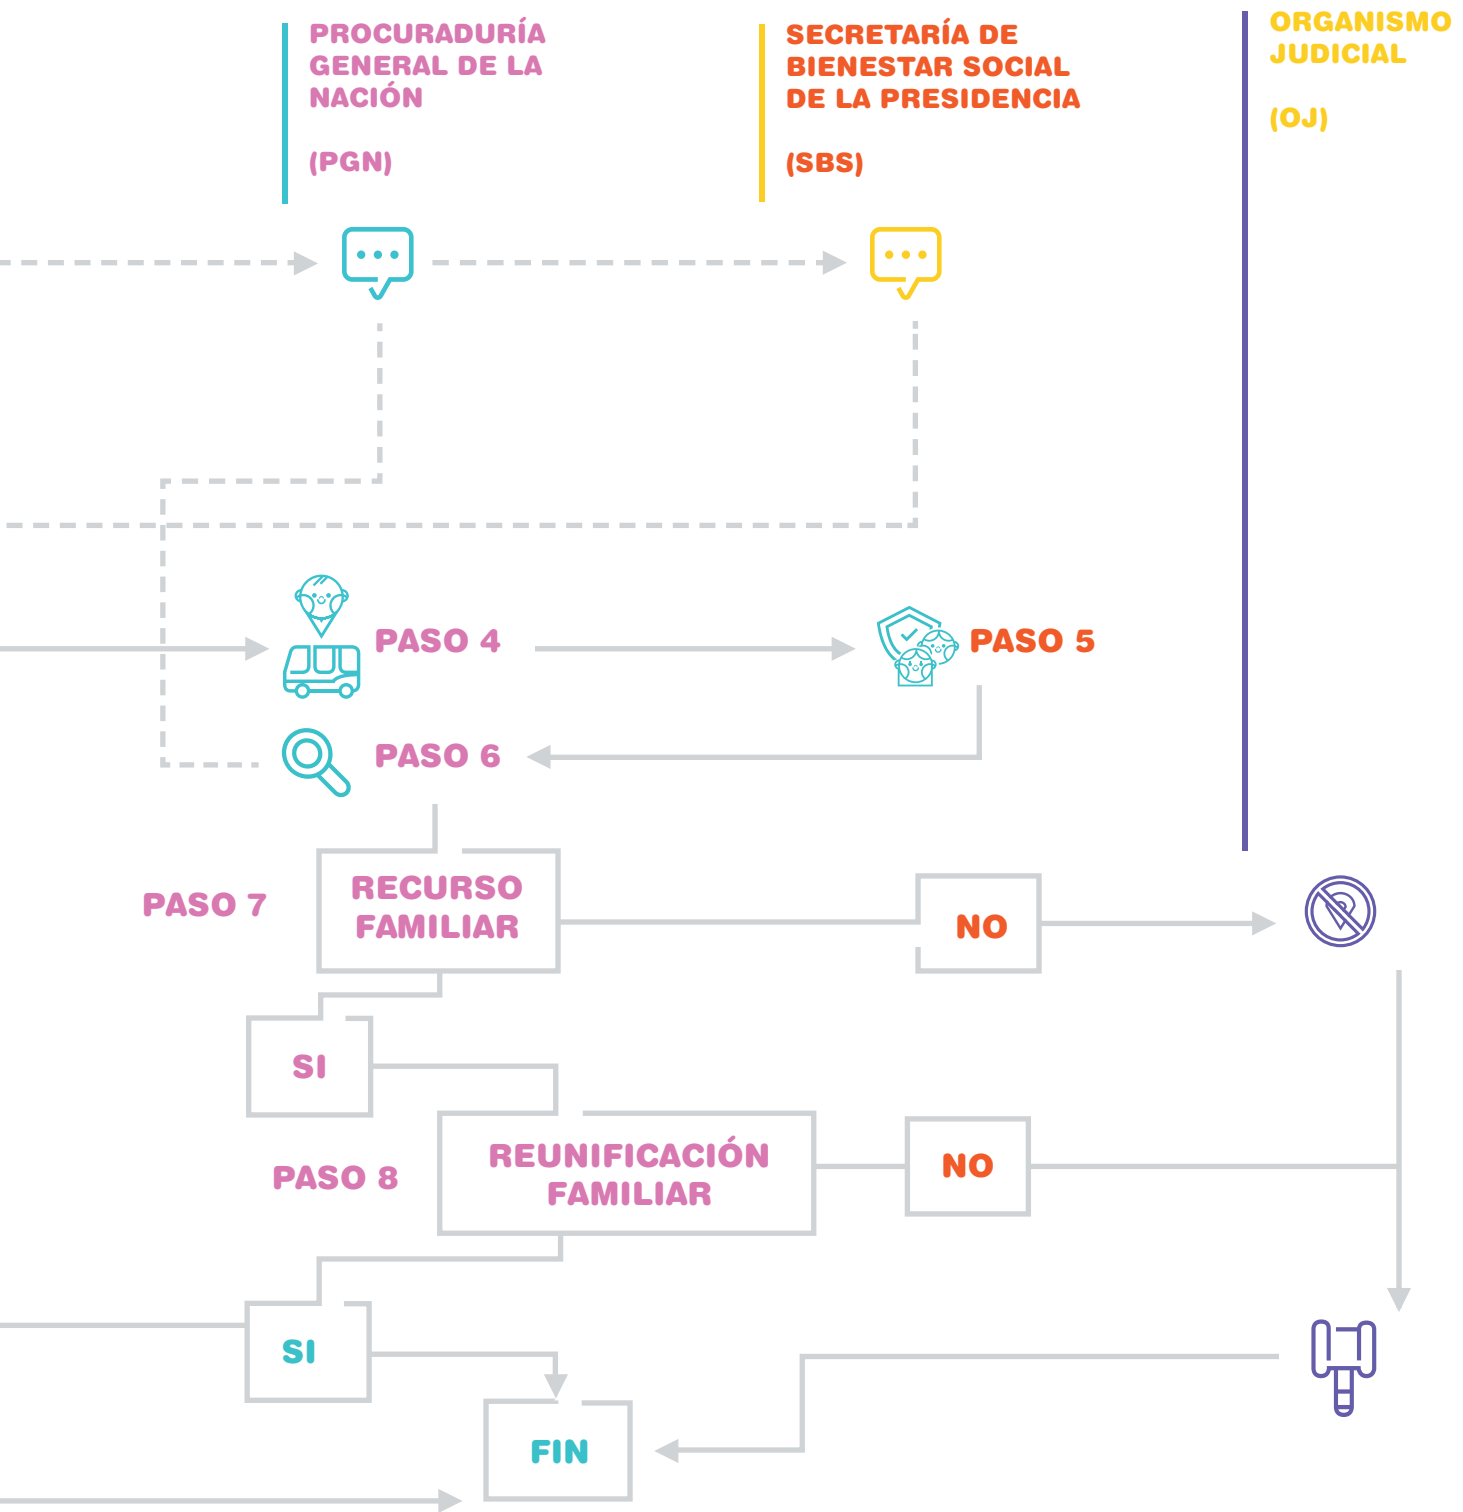 PROCURADURÍA
GENERAL DE LA
NACIÓN
(PGN)
SECRETARÍA DE
BIENESTAR SOCIAL
DE LA PRESIDENCIA
(SBS)
ORGANISMO
JUDICIAL
(OJ)
PASO 4
PASO 5
PASO 6
PASO 7
RECURSO
FAMILIAR
NO
SI
PASO 8
REUNIFICACIÓN
FAMILIAR
NO
SI
FIN